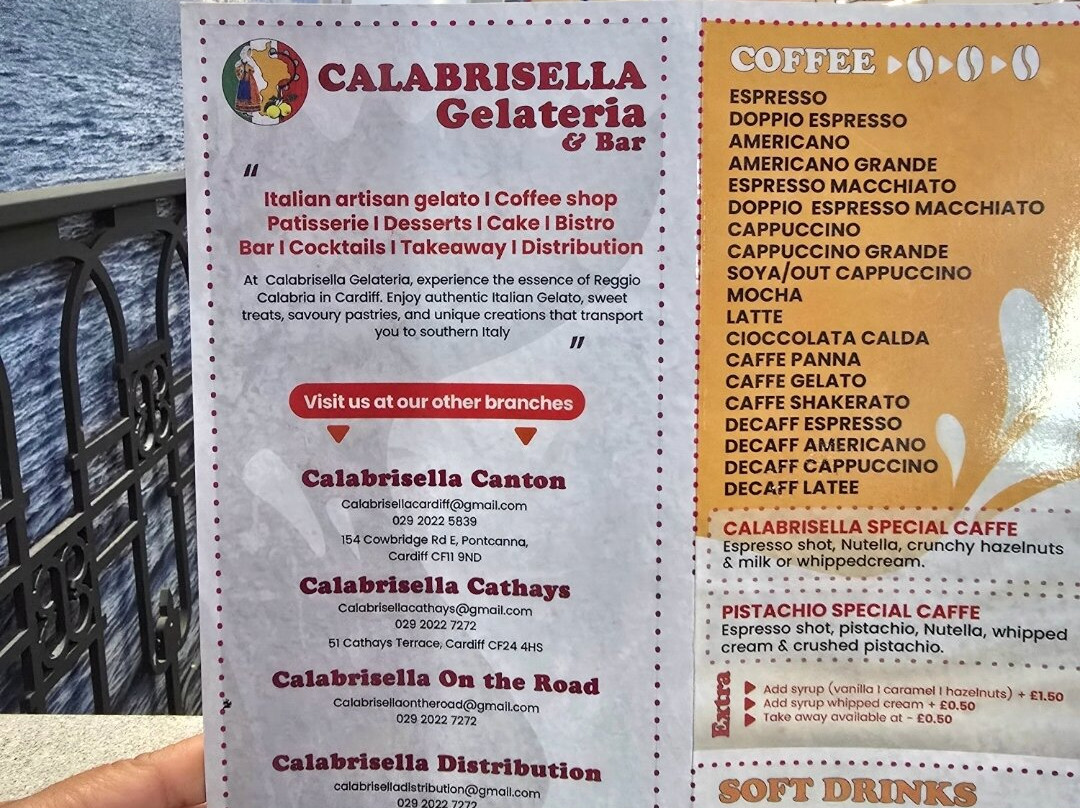 CALABRISELLA
Gelateria
& Bar
"
Italian artisan gelato | Coffee shop
Patisserie | Desserts | Cake | Bistro
Bar | Cocktails | Takeaway | Distribution
At Calabrisella Gelateria, experience the essence of Reggio
Calabria in Cardiff. Enjoy authentic Italian Gelato, sweet
treats, savoury pastries, and unique creations that transport
you to southern Italy
"
Visit us at our other branches
Calabrisella Canton
Calabrisellacardiff@gmail.com
029 2022 5839
154 Cowbridge Rd E, Pontcanna,
Cardiff CF11 9ND
Calabrisella Cathays
Calabrisellacathays@gmail.com
029 2022 7272
51 Cathays Terrace, Cardiff CF24 4HS
Calabrisella On the Road
Calabrisellaontheroad@gmail.com
029 2022 7272
Calabrisella Distribution
calabriselladistribution@gmail.com
029 2022 7272
COFFEE
ESPRESSO
DOPPIO ESPRESSO
AMERICANO
AMERICANO GRANDE
ESPRESSO MACCHIATO
DOPPIO ESPRESSO MACCHIATO
CAPPUCCINO
CAPPUCCINO GRANDE
SOYA/OUT CAPPUCCINO
MOCHA
LATTE
CIOCCOLATA CALDA
CAFFE PANNA
CAFFE GELATO
CAFFE SHAKERATO
DECAFF ESPRESSO
DECAFF AMERICANO
DECAFF CAPPUCCINO
DECAFF LATEE
CALABRISELLA SPECIAL CAFFE
Espresso shot, Nutella, crunchy hazelnuts
& milk or whippedcream.
PISTACHIO SPECIAL CAFFE
Espresso shot, pistachio, Nutella, whipped
cream & crushed pistachio.
Extra
Add syrup (vanilla | caramel | hazelnuts) + £1.50
Add syrup whipped cream + £0.50
Take away available at - £0.50
SOFT DRINKS